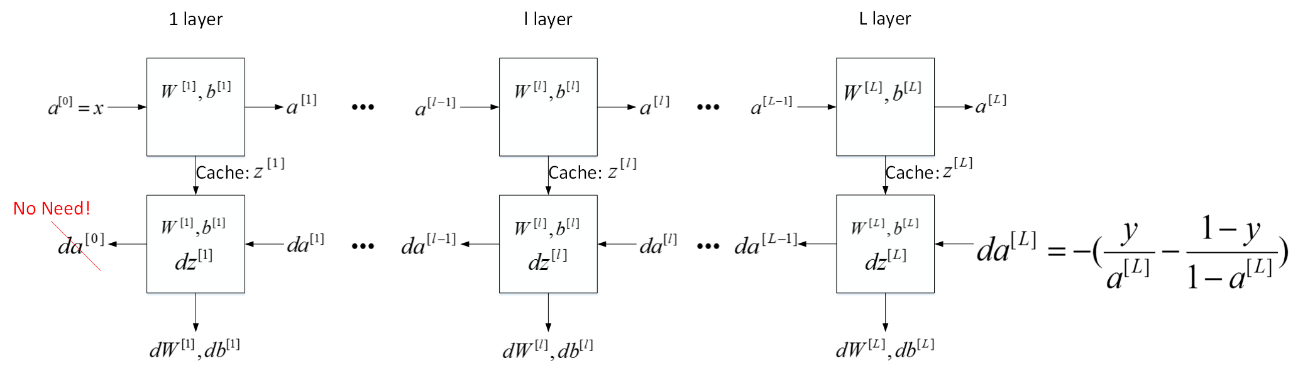 1 layer l layer L layer
a^[0] = x W^[1], b^[1] a^[1] ••• a^[l-1] W^[l], b^[l] a^[l] ••• a^[L-1] W^[L], b^[L] a^[L]
Cache: z^[1] Cache: z^[l] Cache: z^[L]
No Need!
da^[0] W^[1], b^[1] da^[1] ••• da^[l-1] W^[l], b^[l] da^[l] ••• da^[L-1] W^[L], b^[L] da^[L] = -(y/a^[L] - (1-y)/(1-a^[L]))
dz^[1] dz^[l] dz^[L]
dW^[1], db^[1] dW^[l], db^[l] dW^[L], db^[L]